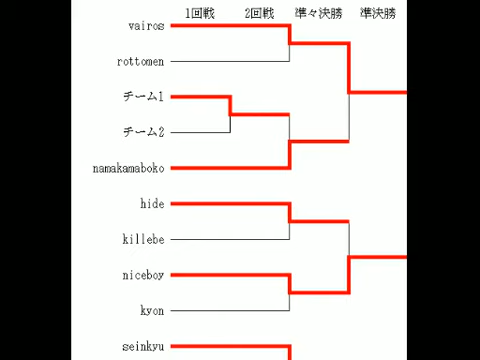 1回戦 2回戦 準々決勝 準決勝
vairos
rottomen
チーム1
チーム2
namakamaboko
hide
killebe
niceboy
kyon
seinkyu